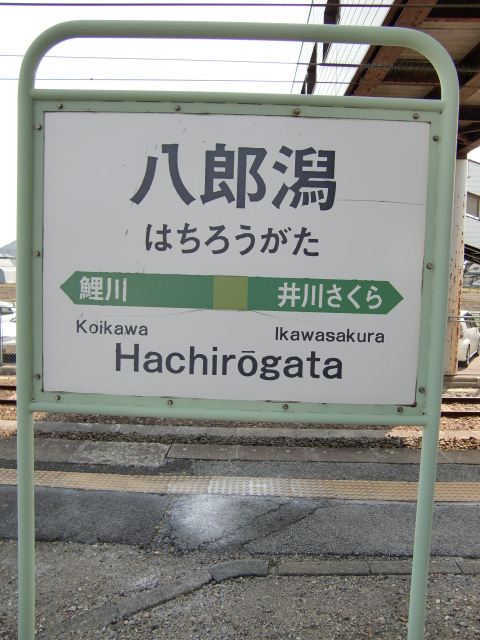 八郎潟
はちろうがた
鯉川 井川さくら
Koikawa Ikawasakura
Hachirōgata